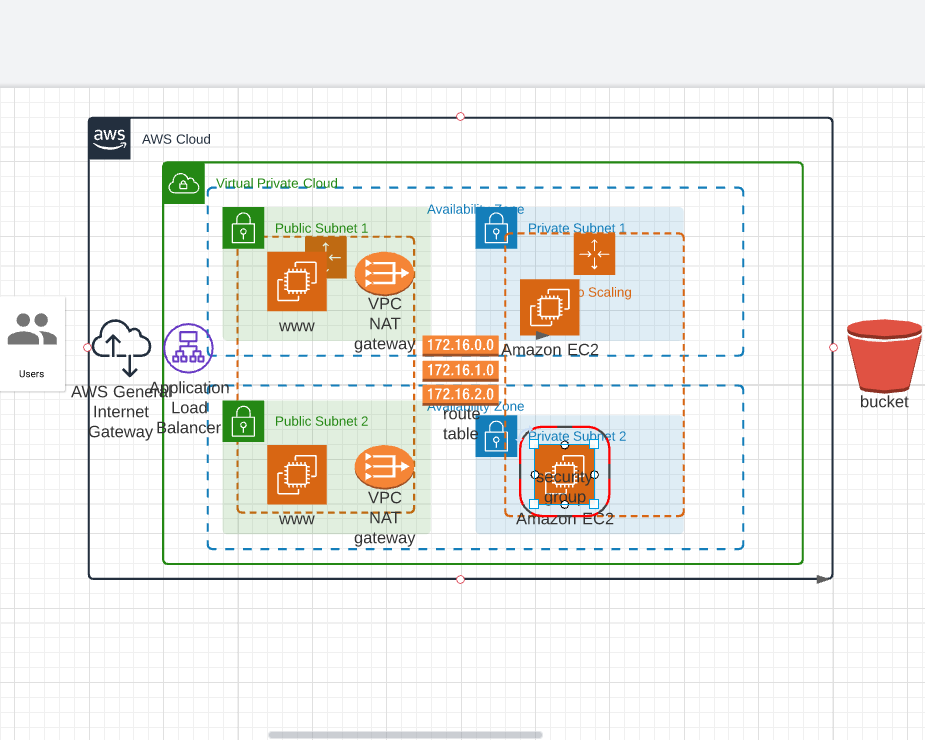 aws
AWS Cloud
Virtual Private Cloud
Availability Zone
Public Subnet 1
Private Subnet 1
o Scaling
www
VPC
NAT
gateway
Amazon EC2
172.16.0.0
172.16.1.0
172.16.2.0
route
table
Users
AWS General
Internet
Gateway
Application
Load
Balancer
bucket
Availability Zone
Public Subnet 2
Private Subnet 2
security
group
www
VPC
NAT
gateway
Amazon EC2